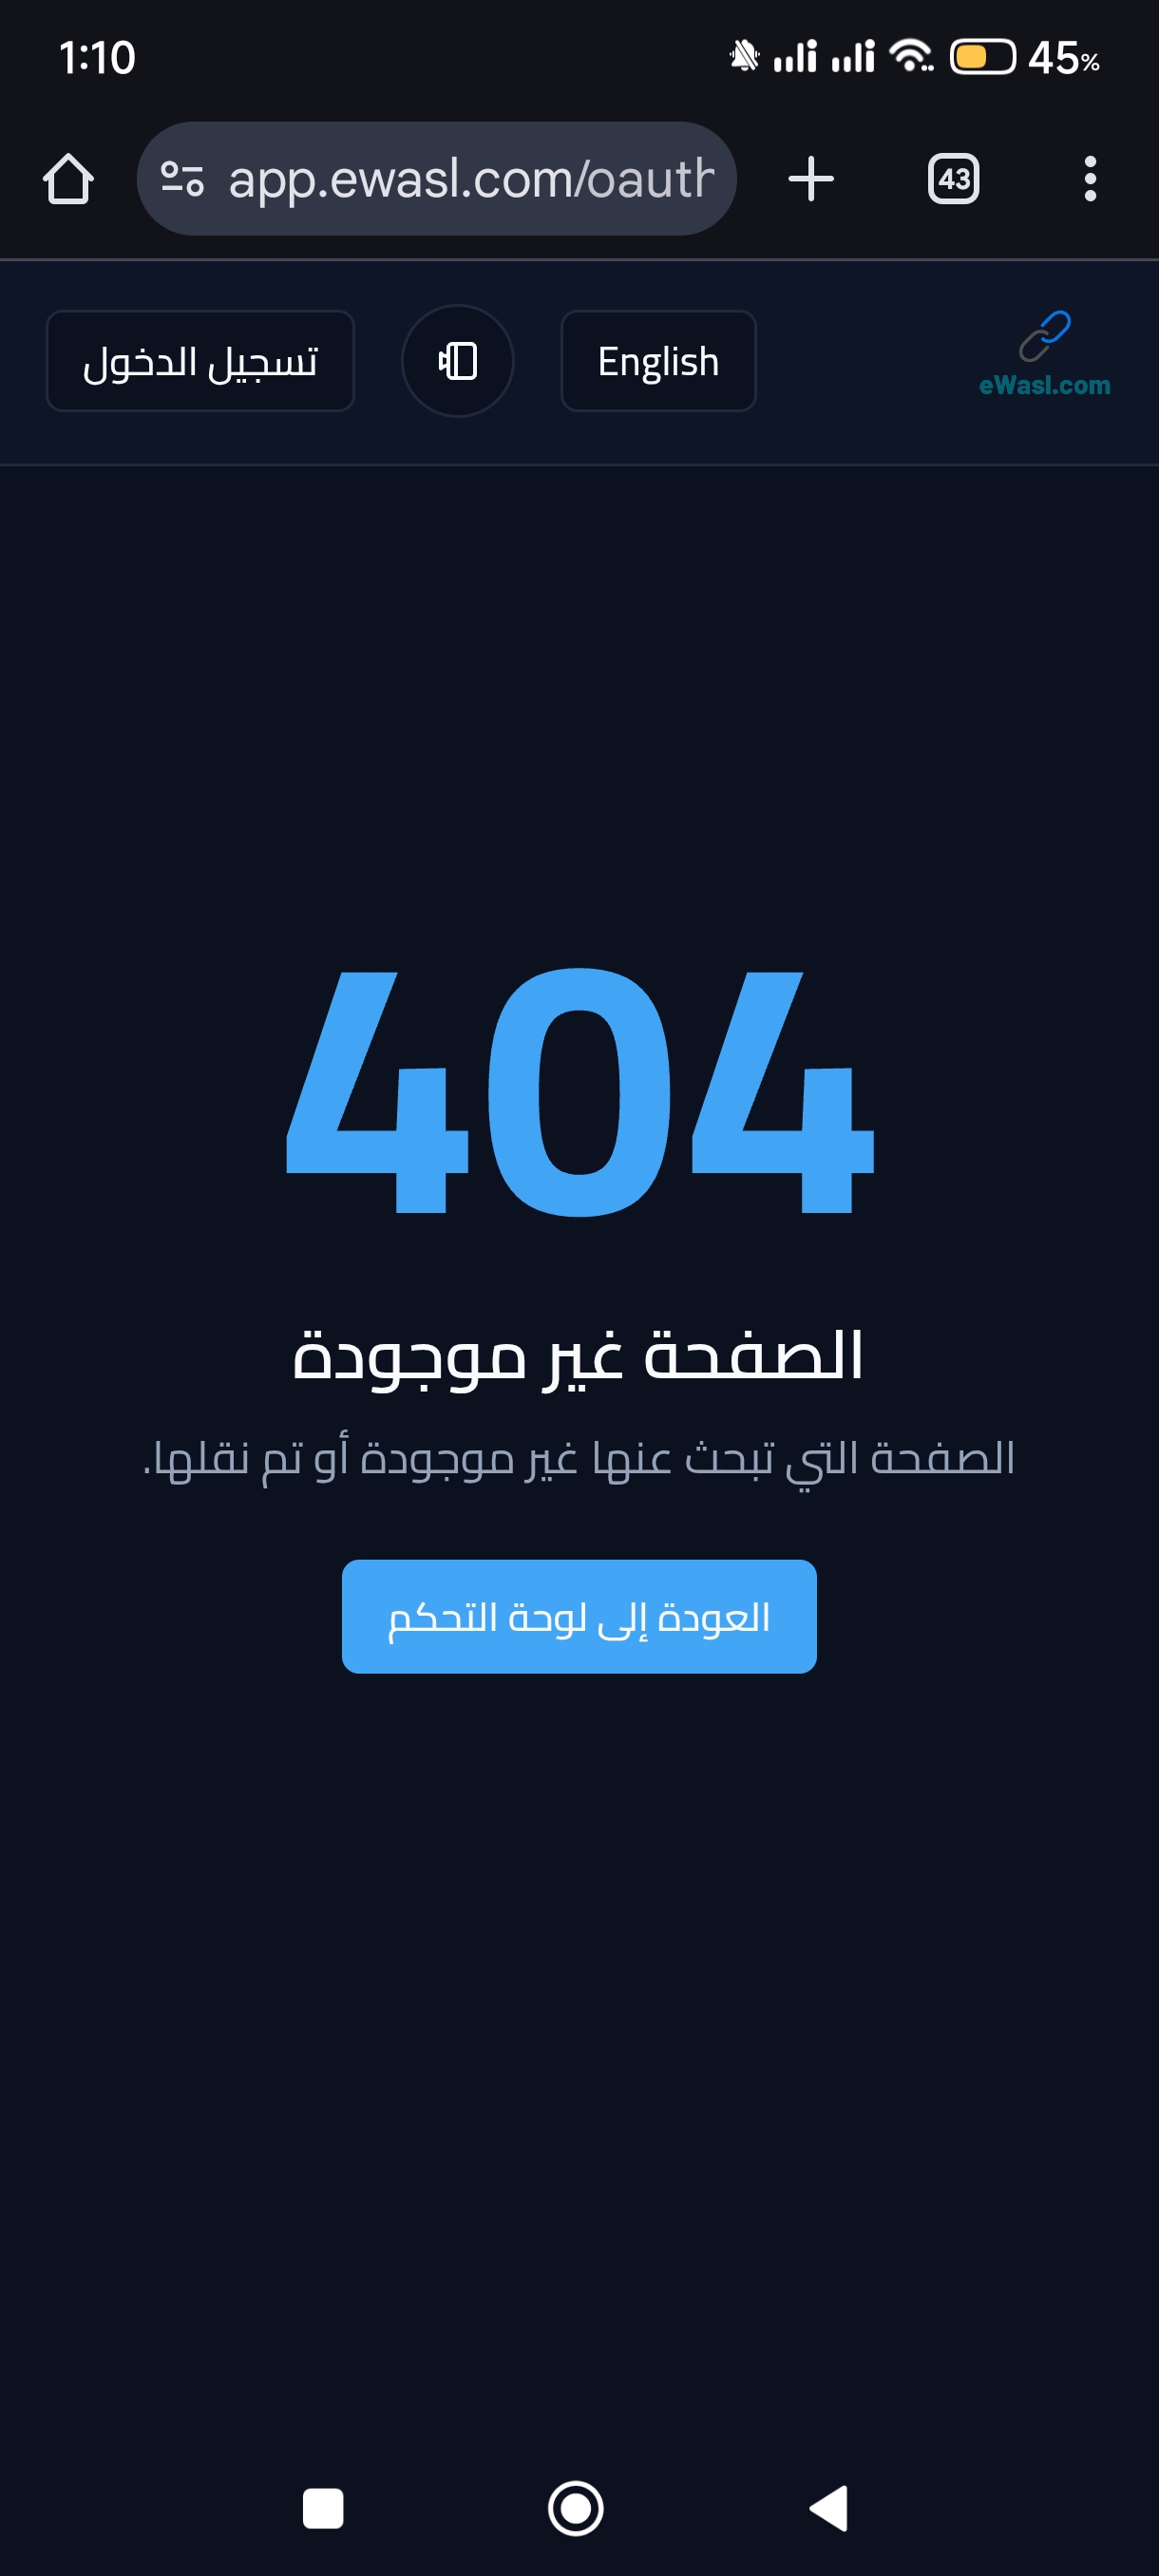 1:10
45%
app.ewasl.com/oauth
43
تسجيل الدخول
English
eWasl.com
404
الصفحة غير موجودة
الصفحة التي تبحث عنها غير موجودة أو تم نقلها.
العودة إلى لوحة التحكم